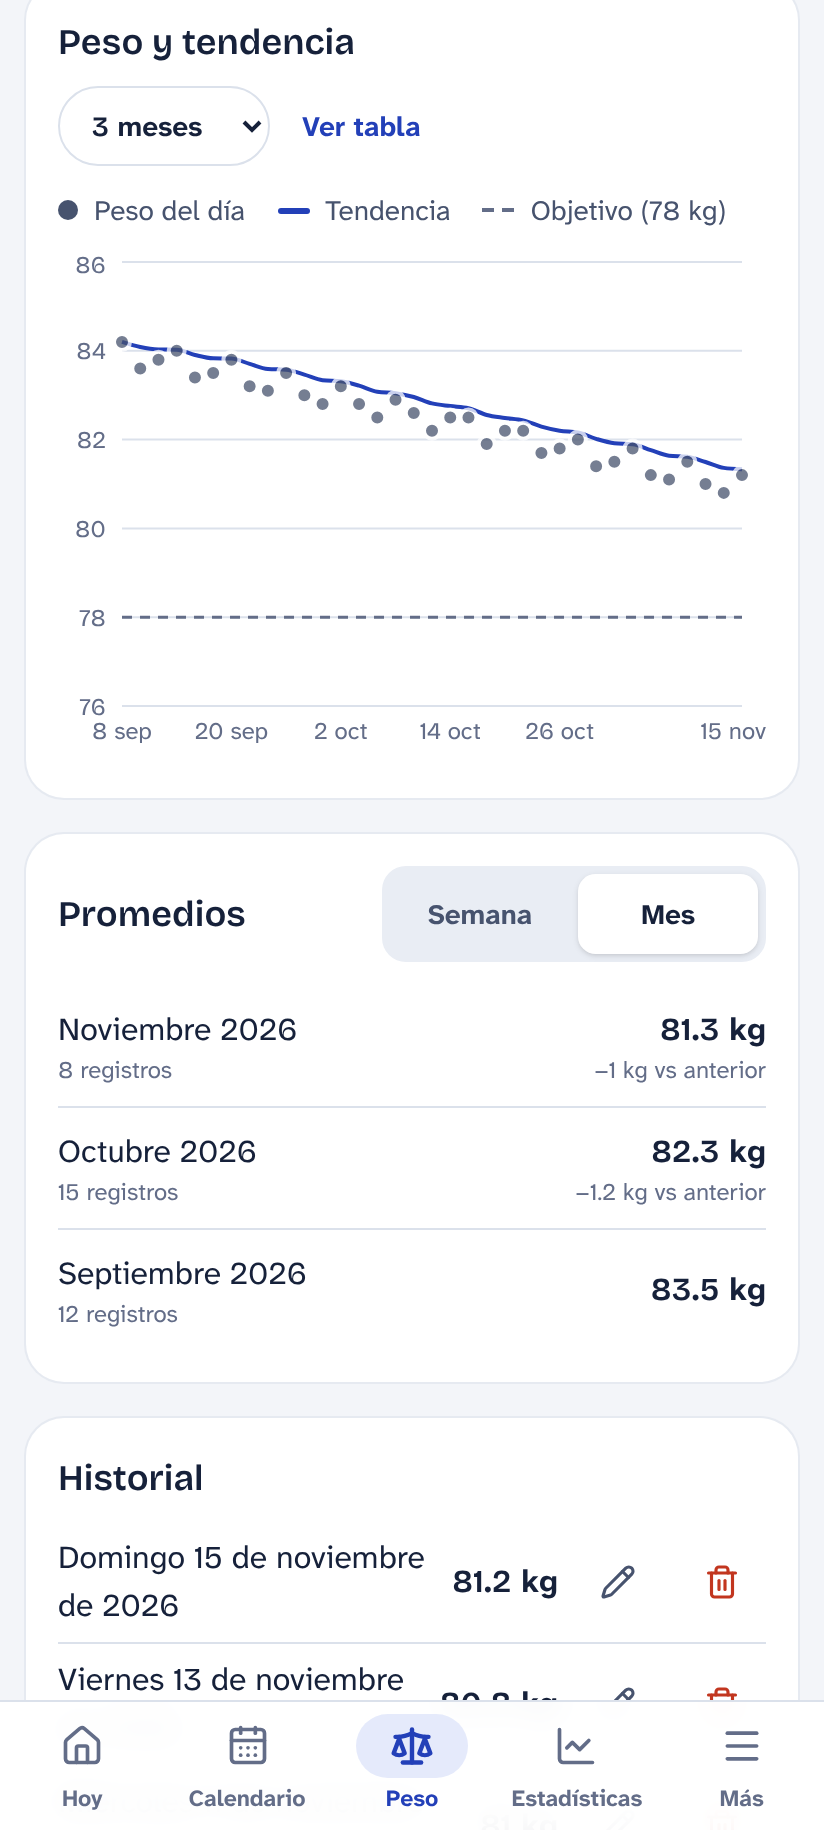 Peso y tendencia
3 meses
Ver tabla
Peso del día
Tendencia
Objetivo (78 kg)
86
84
82
80
78
76
8 sep
20 sep
2 oct
14 oct
26 oct
15 nov
Promedios
Semana
Mes
Noviembre 2026
81.3 kg
8 registros
−1 kg vs anterior
Octubre 2026
82.3 kg
15 registros
−1.2 kg vs anterior
Septiembre 2026
83.5 kg
12 registros
Historial
Domingo 15 de noviembre
de 2026
81.2 kg
Viernes 13 de noviembre
80.8 kg
Hoy
Calendario
Peso
Estadísticas
Más